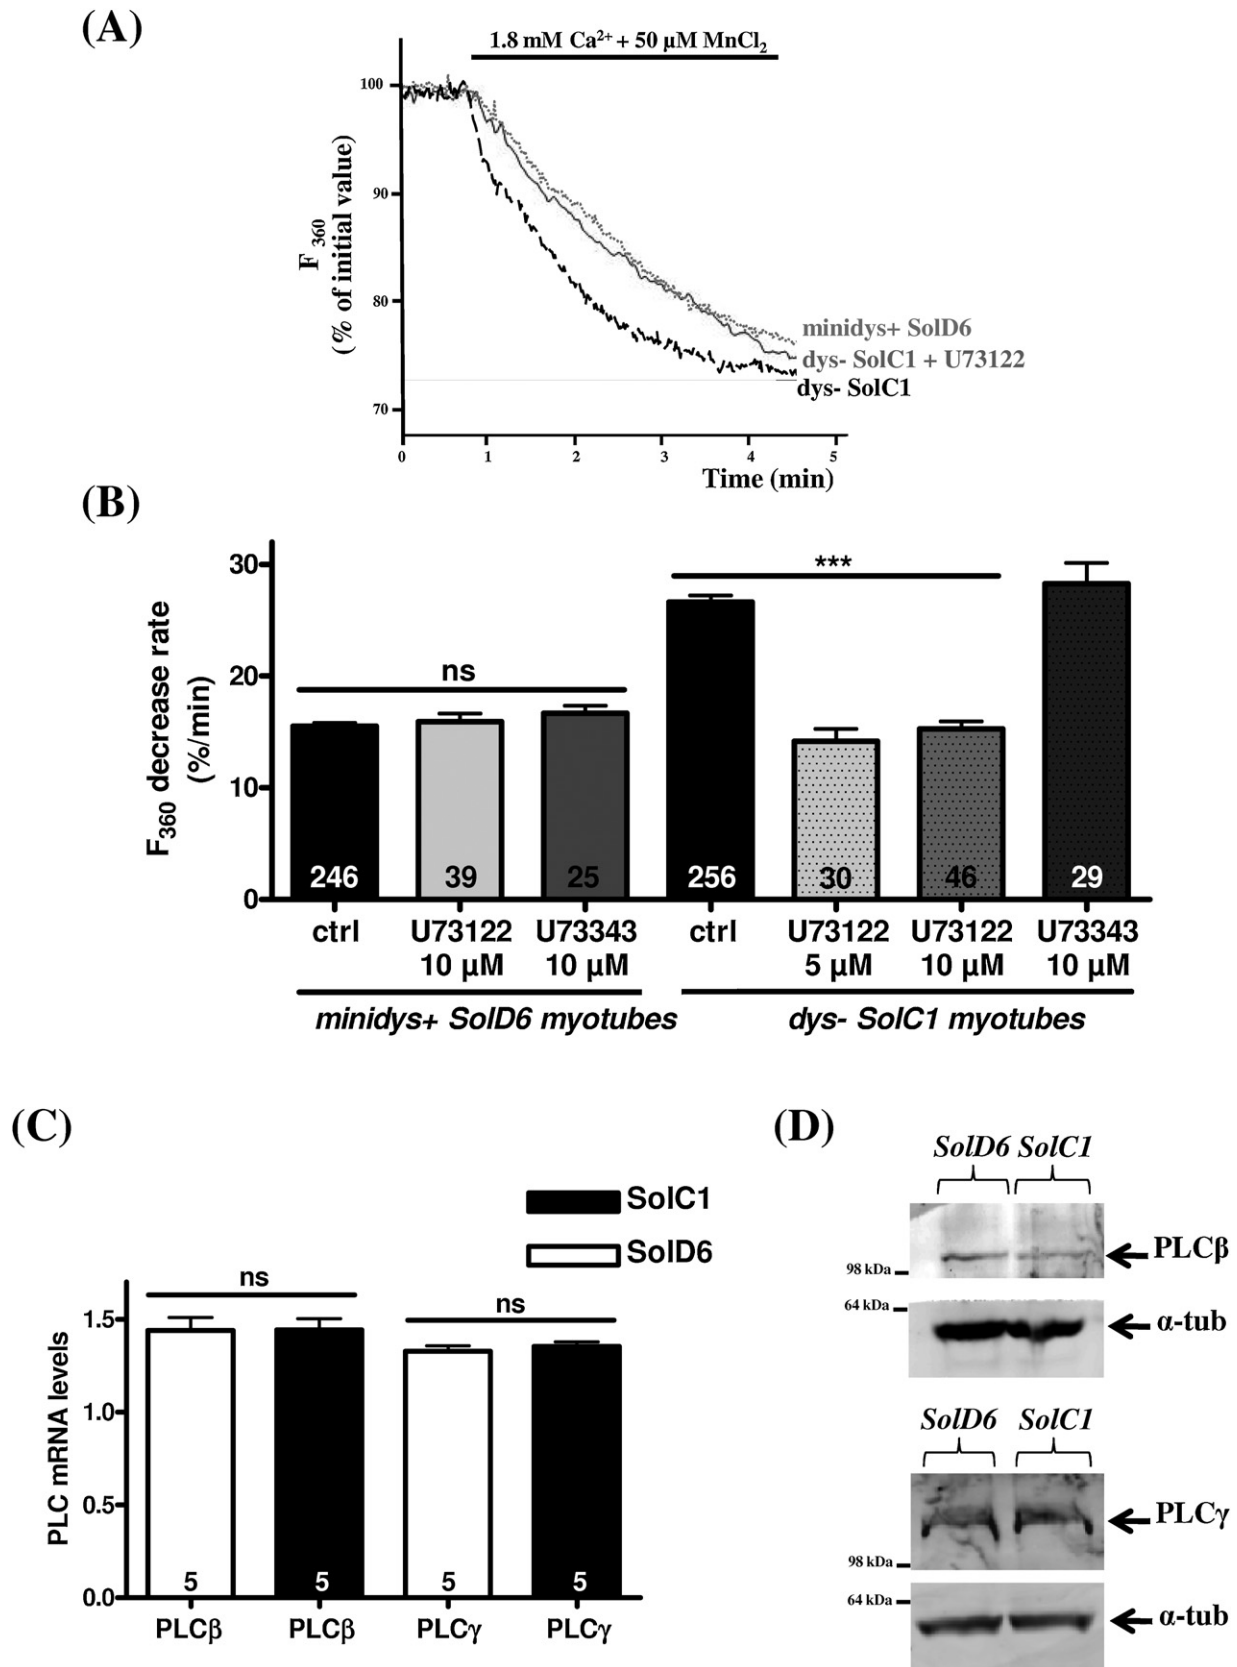 (A)
1.8 mM Ca²⁺ + 50 µM MnCl₂
100
90
80
70
F 360
(% of initial value)
minidys+ SolD6
dys- SolC1 + U73122
dys- SolC1
0 1 2 3 4 5
Time (min)
(B)
F₃₆₀ decrease rate
(%/min)
30
20
10
0
ns
***
246 39 25 256 30 46 29
ctrl U73122 U73343 ctrl U73122 U73122 U73343
10 µM 10 µM 5 µM 10 µM 10 µM
minidys+ SolD6 myotubes dys- SolC1 myotubes
(C)
SolC1
SolD6
PLC mRNA levels
1.5
1.0
0.5
0.0
ns
ns
5 5 5 5
PLCβ PLCβ PLCγ PLCγ
(D)
SolD6 SolC1
98 kDa
PLCβ
64 kDa
α-tub
SolD6 SolC1
PLCγ
98 kDa
64 kDa
α-tub